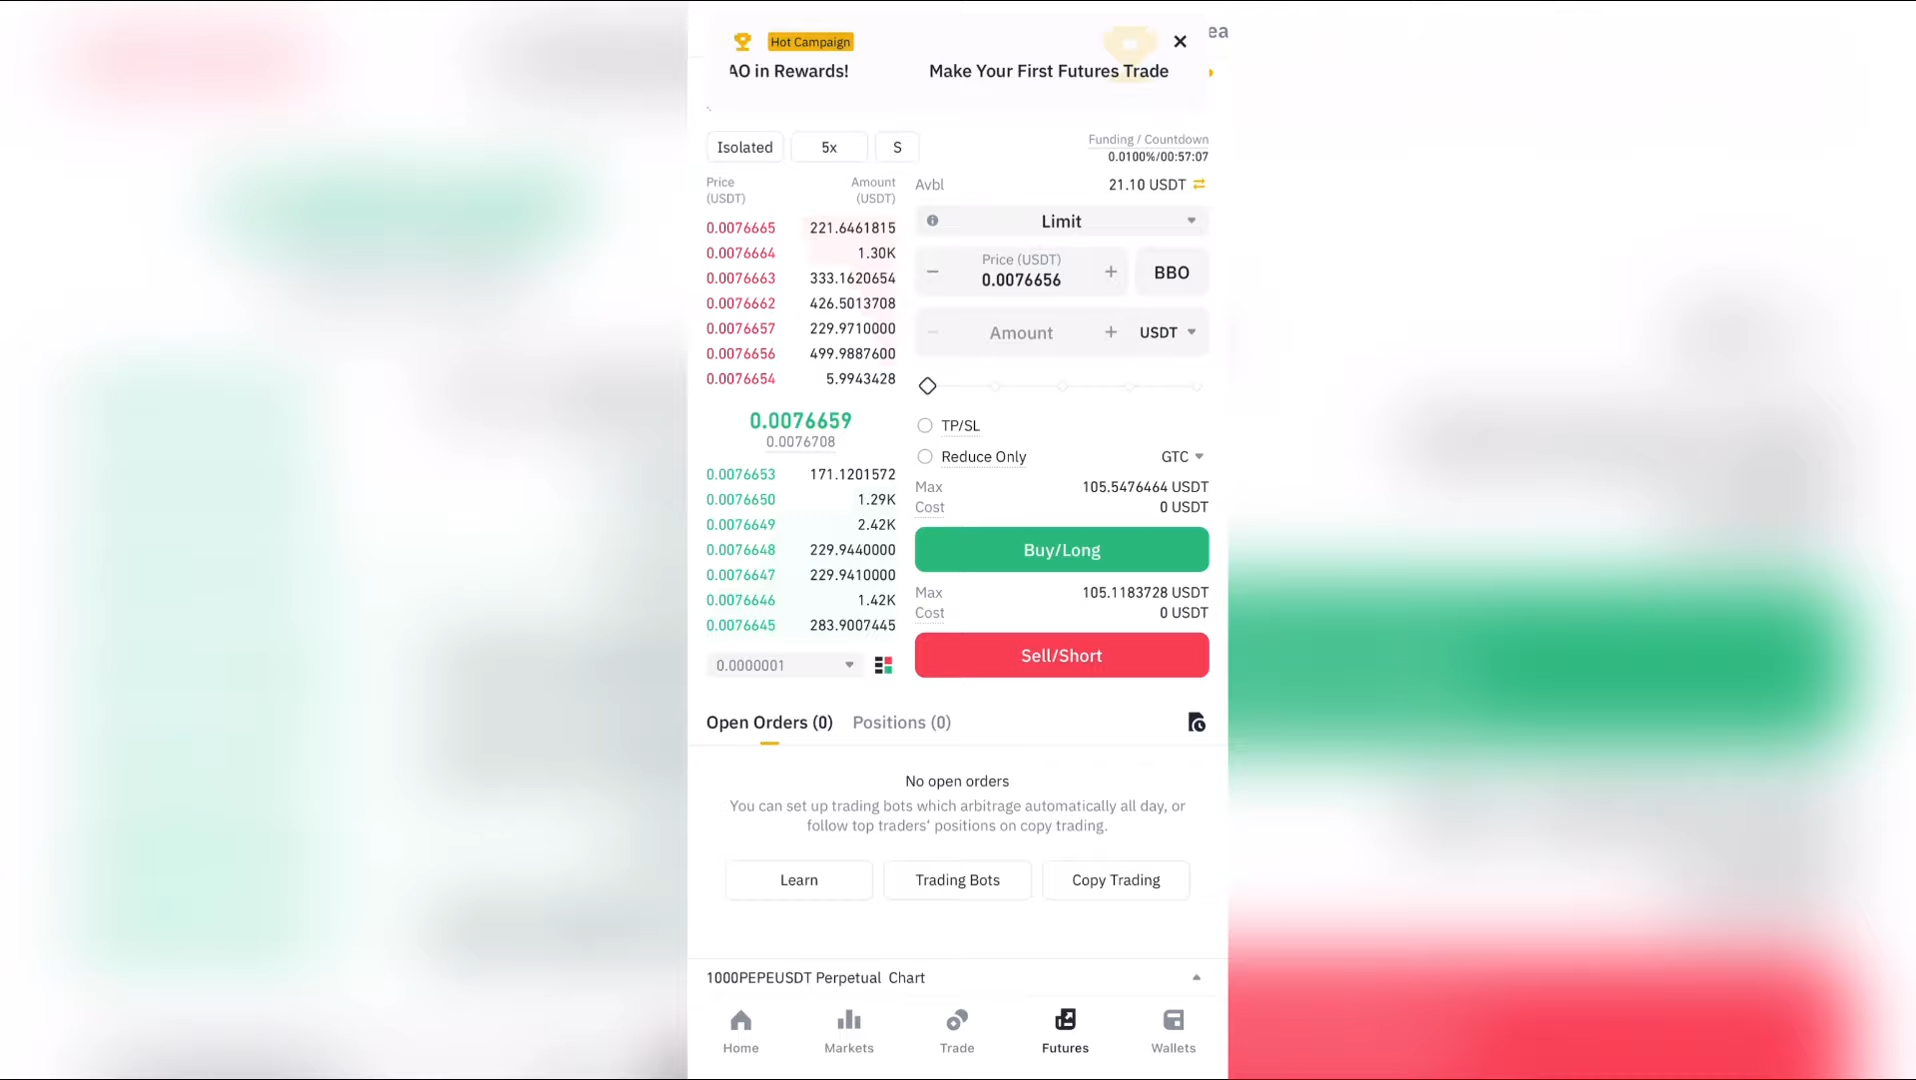 ea
Hot Campaign
AO in Rewards!
Make Your First Futures Trade
Isolated
5x
S
Funding / Countdown
0.0100%/00:57:07
Price
(USDT)
Amount
(USDT)
Avbl
21.10 USDT
0.0076665 221.6461815
0.0076664 1.30K
0.0076663 333.1620654
0.0076662 426.5013708
0.0076657 229.9710000
0.0076656 499.9887600
0.0076654 5.9943428
0.0076659
0.0076708
0.0076653 171.1201572
0.0076650 1.29K
0.0076649 2.42K
0.0076648 229.9440000
0.0076647 229.9410000
0.0076646 1.42K
0.0076645 283.9007445
0.0000001
Limit
Price (USDT)
0.0076656
BBO
Amount
USDT
TP/SL
Reduce Only
GTC
Max 105.5476464 USDT
Cost 0 USDT
Buy/Long
Max 105.1183728 USDT
Cost 0 USDT
Sell/Short
Open Orders (0)
Positions (0)
No open orders
You can set up trading bots which arbitrage automatically all day, or
follow top traders' positions on copy trading.
Learn
Trading Bots
Copy Trading
1000PEPEUSDT Perpetual Chart
Home
Markets
Trade
Futures
Wallets